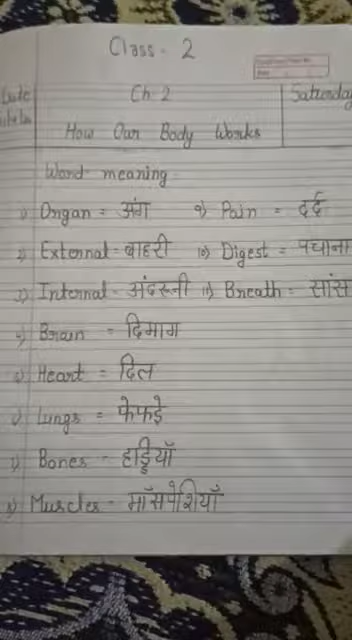 Class - 2
Ch 2
Saturday
How Our Body Works
Word meaning
1) Organ = अंग 9) Pain = दर्द
2) External = बाहरी 10) Digest = पचाना
3) Internal - अंदरूनी 11) Breath = सांस
4) Brain = दिमाग
Heart = दिल
Lungs = फेफड़े
7) Bones - हड्डियाँ
8) Muscles - माँसपेशियाँ